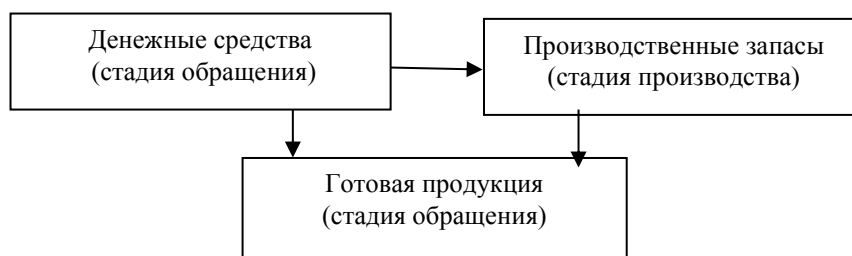 Денежные средства
(стадия обращения)
Производственные запасы
(стадия производства)
Готовая продукция
(стадия обращения)